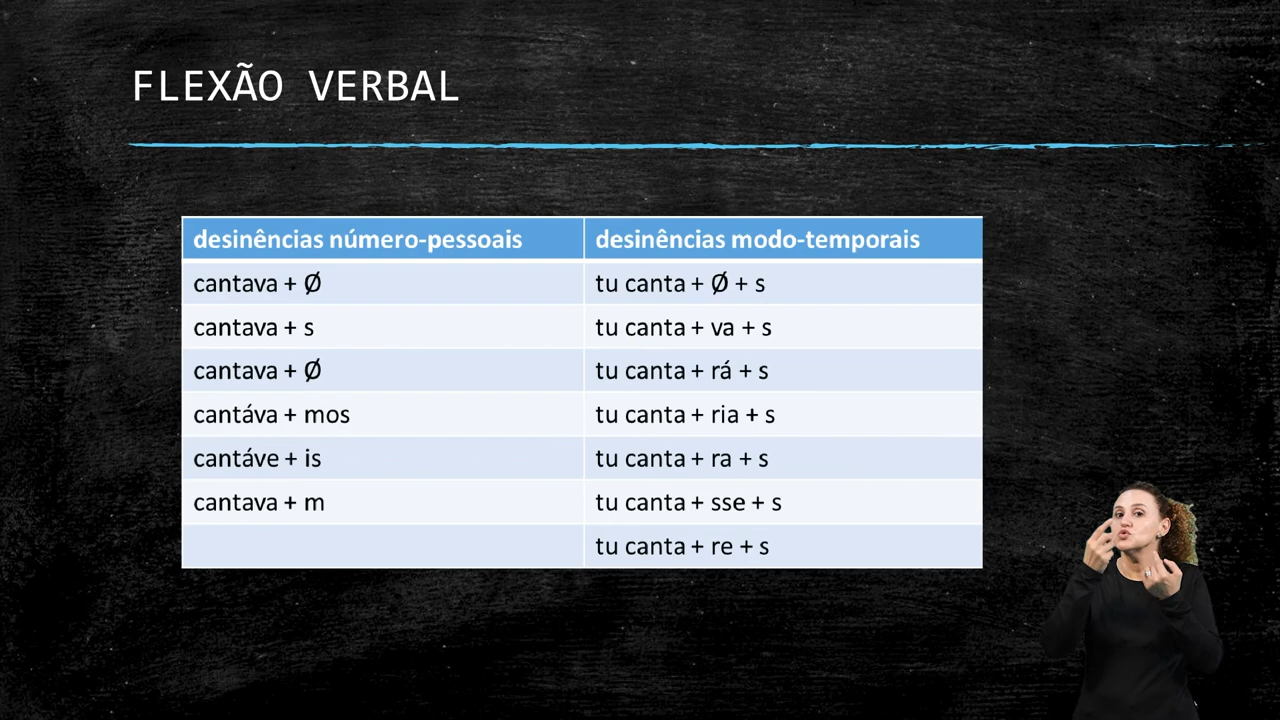 FLEXÃO VERBAL
desinências número-pessoais desinências modo-temporais
cantava + Ø tu canta + Ø + s
cantava + s tu canta + va + s
cantava + Ø tu canta + rá + s
cantáva + mos tu canta + ria + s
cantáve + is tu canta + ra + s
cantava + m tu canta + sse + s
tu canta + re + s